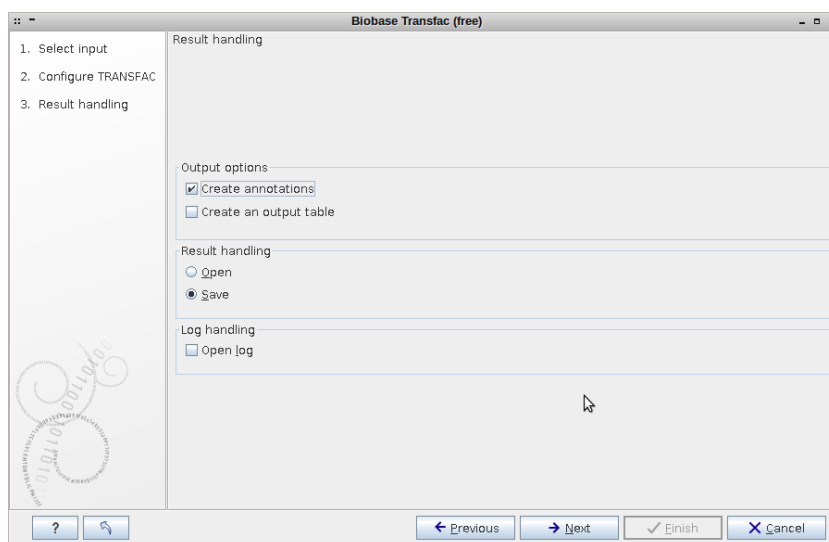 Biobase Transfac (free)
1. Select input
2. Configure TRANSFAC
3. Result handling
Result handling
Output options
Create annotations
Create an output table
Result handling
Open
Save
Log handling
Open log
?
Previous
Next
Finish
Cancel